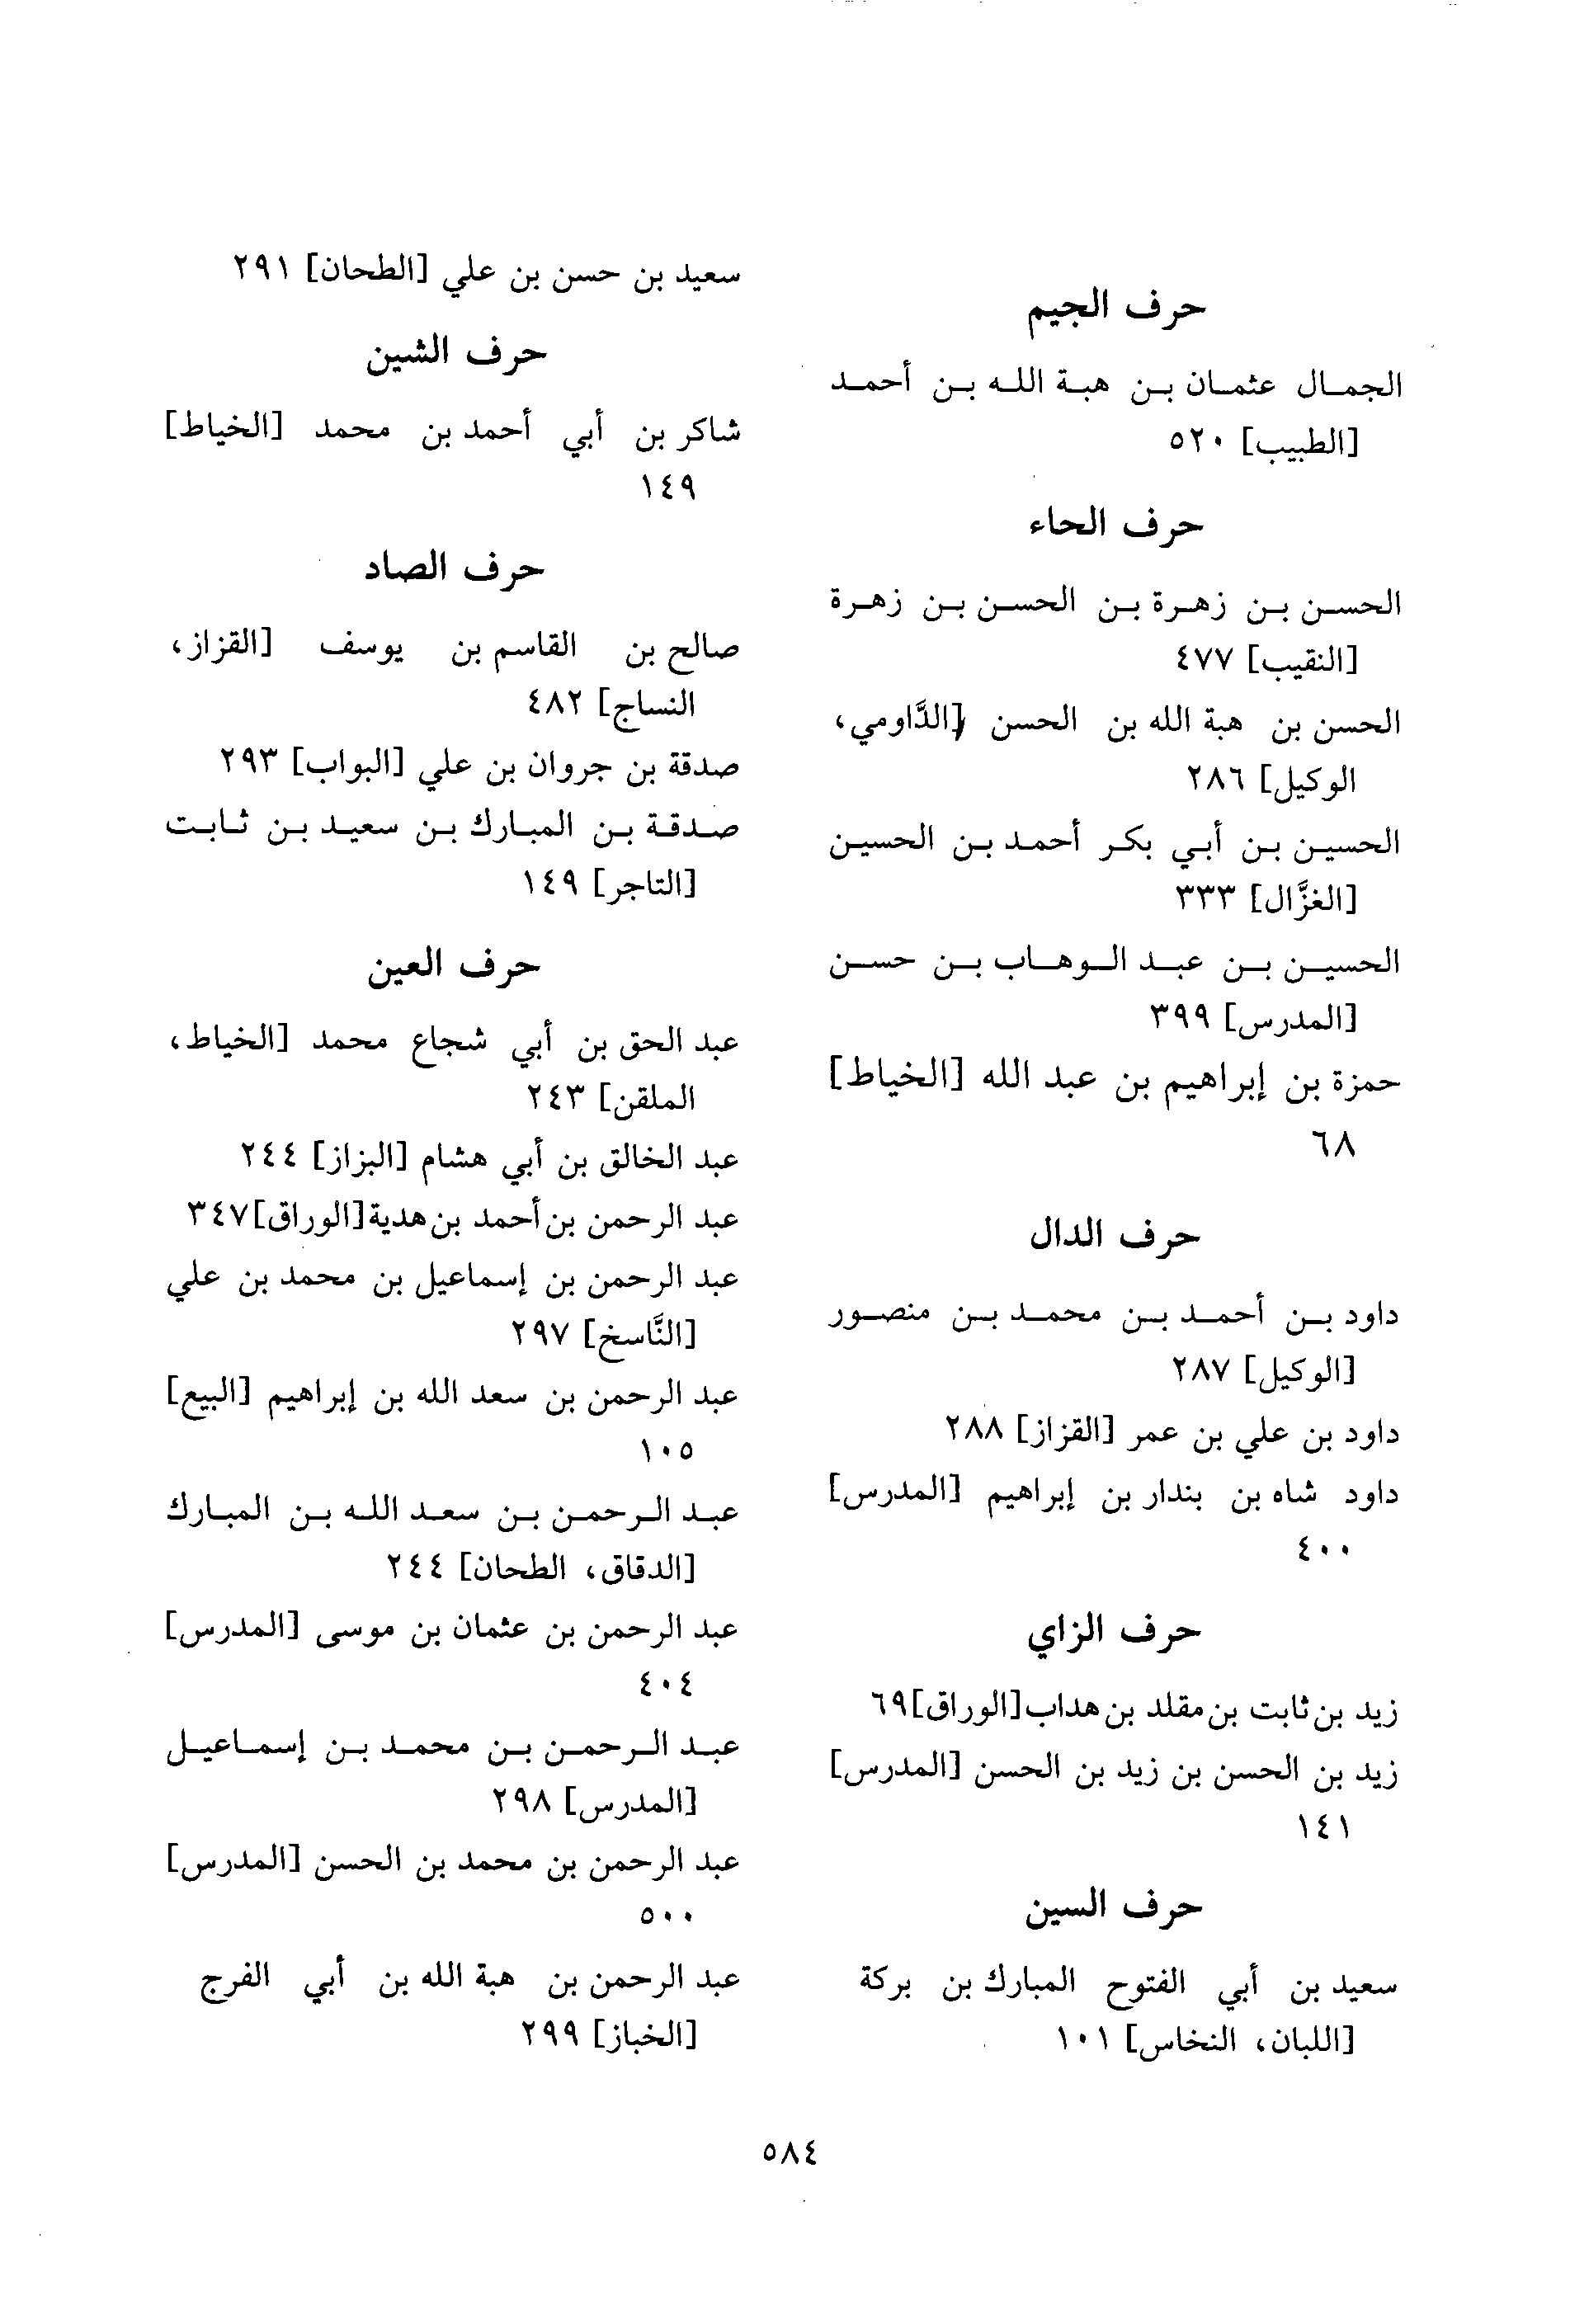 حرف الجيم
الجمال عثمان بن هبة الله بن أحمد
[الطبيب] ٥٢٠
حرف الحاء
الحسن بن زهرة بن الحسن بن زهرة
[النقيب] ٤٧٧
الحسن بن هبة الله بن الحسن [الدَّاومي،
الوكيل] ٢٨٦
الحسين بن أبي بكر أحمد بن الحسين
[الغزَّال] ٣٣٣
الحسين بن عبد الوهاب بن حسن
[المدرس] ٣٩٩
حمزة بن إبراهيم بن عبد الله [الخياط]
٦٨
حرف الدال
داود بن أحمد بن محمد بن منصور
[الوكيل] ٢٨٧
داود بن علي بن عمر [القزاز] ٢٨٨
داود شاه بن بندار بن إبراهيم [المدرس]
٤٠٠
حرف الزاي
زيد بن ثابت بن مقلد بن هداب[الوراق]٦٩
زيد بن الحسن بن زيد بن الحسن [المدرس]
١٤١
حرف السين
سعيد بن أبي الفتوح المبارك بن بركة
[اللبان، النخاس] ١٠١
سعيد بن حسن بن علي [الطحان] ٢٩١
حرف الشين
شاكر بن أبي أحمد بن محمد [الخياط]
١٤٩
حرف الصاد
صالح بن القاسم بن يوسف [القزاز،
النساج] ٤٨٢
صدقة بن جروان بن علي [البواب] ٢٩٣
صدقة بن المبارك بن سعيد بن ثابت
[التاجر] ١٤٩
حرف العين
عبد الحق بن أبي شجاع محمد [الخياط،
الملقن] ٢٤٣
عبد الخالق بن أبي هشام [البزاز] ٢٤٤
عبد الرحمن بن أحمد بن هدية[الوراق]٣٤٧
عبد الرحمن بن إسماعيل بن محمد بن علي
[النَّاسخ] ٢٩٧
عبد الرحمن بن سعد الله بن إبراهيم [البيع]
١٠٥
عبد الرحمن بن سعد الله بن المبارك
[الدقاق، الطحان] ٢٤٤
عبد الرحمن بن عثمان بن موسى [المدرس]
٤٠٤
عبد الرحمن بن محمد بن إسماعيل
[المدرس] ٢٩٨
عبد الرحمن بن محمد بن الحسن [المدرس]
٥٠٠
عبد الرحمن بن هبة الله بن أبي الفرج
[الخباز] ٢٩٩
٥٨٤